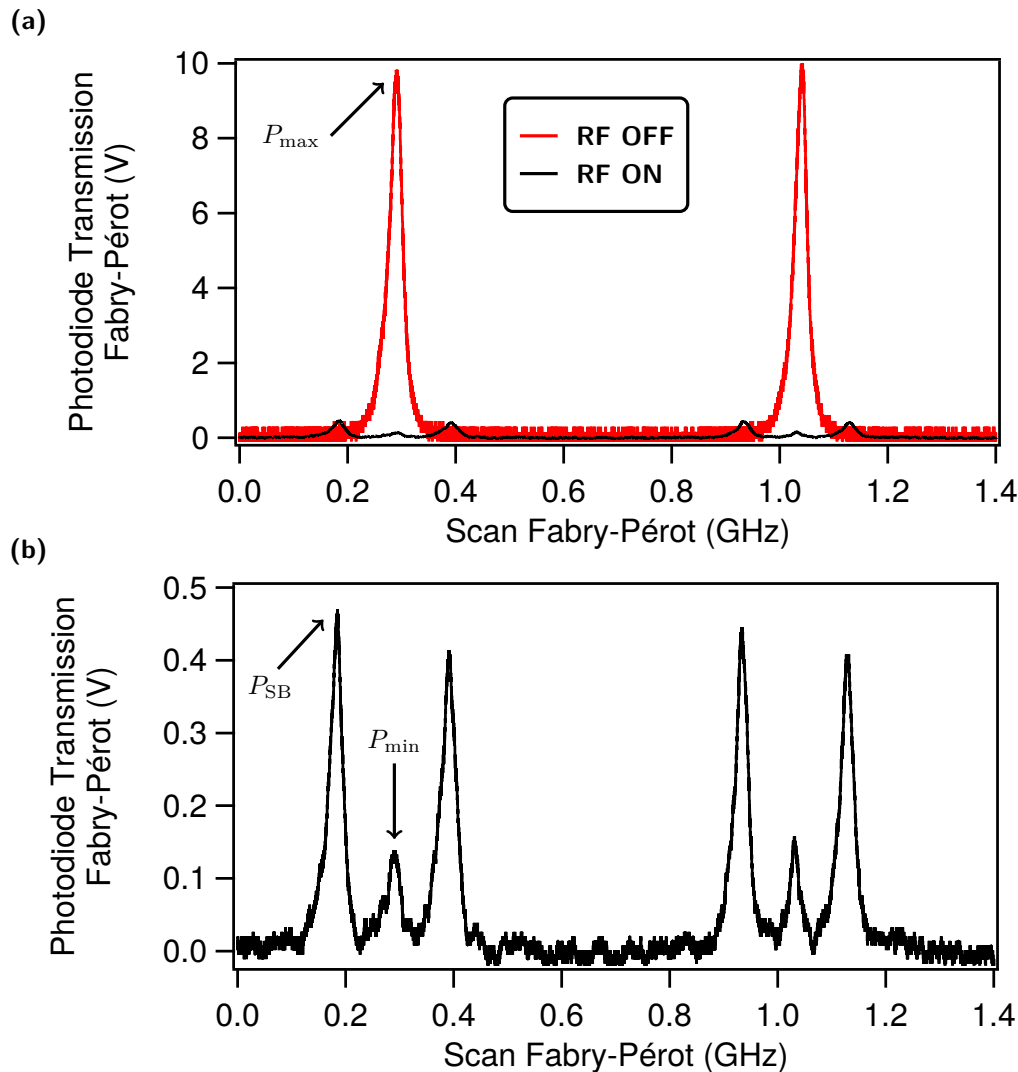 (a)
Photodiode Transmission
Fabry-Pérot (V)
10
8
6
4
2
0
P_max
RF OFF
RF ON
0.0 0.2 0.4 0.6 0.8 1.0 1.2 1.4
Scan Fabry-Pérot (GHz)
(b)
Photodiode Transmission
Fabry-Pérot (V)
0.5
0.4
0.3
0.2
0.1
0.0
P_SB
P_min
0.0 0.2 0.4 0.6 0.8 1.0 1.2 1.4
Scan Fabry-Pérot (GHz)